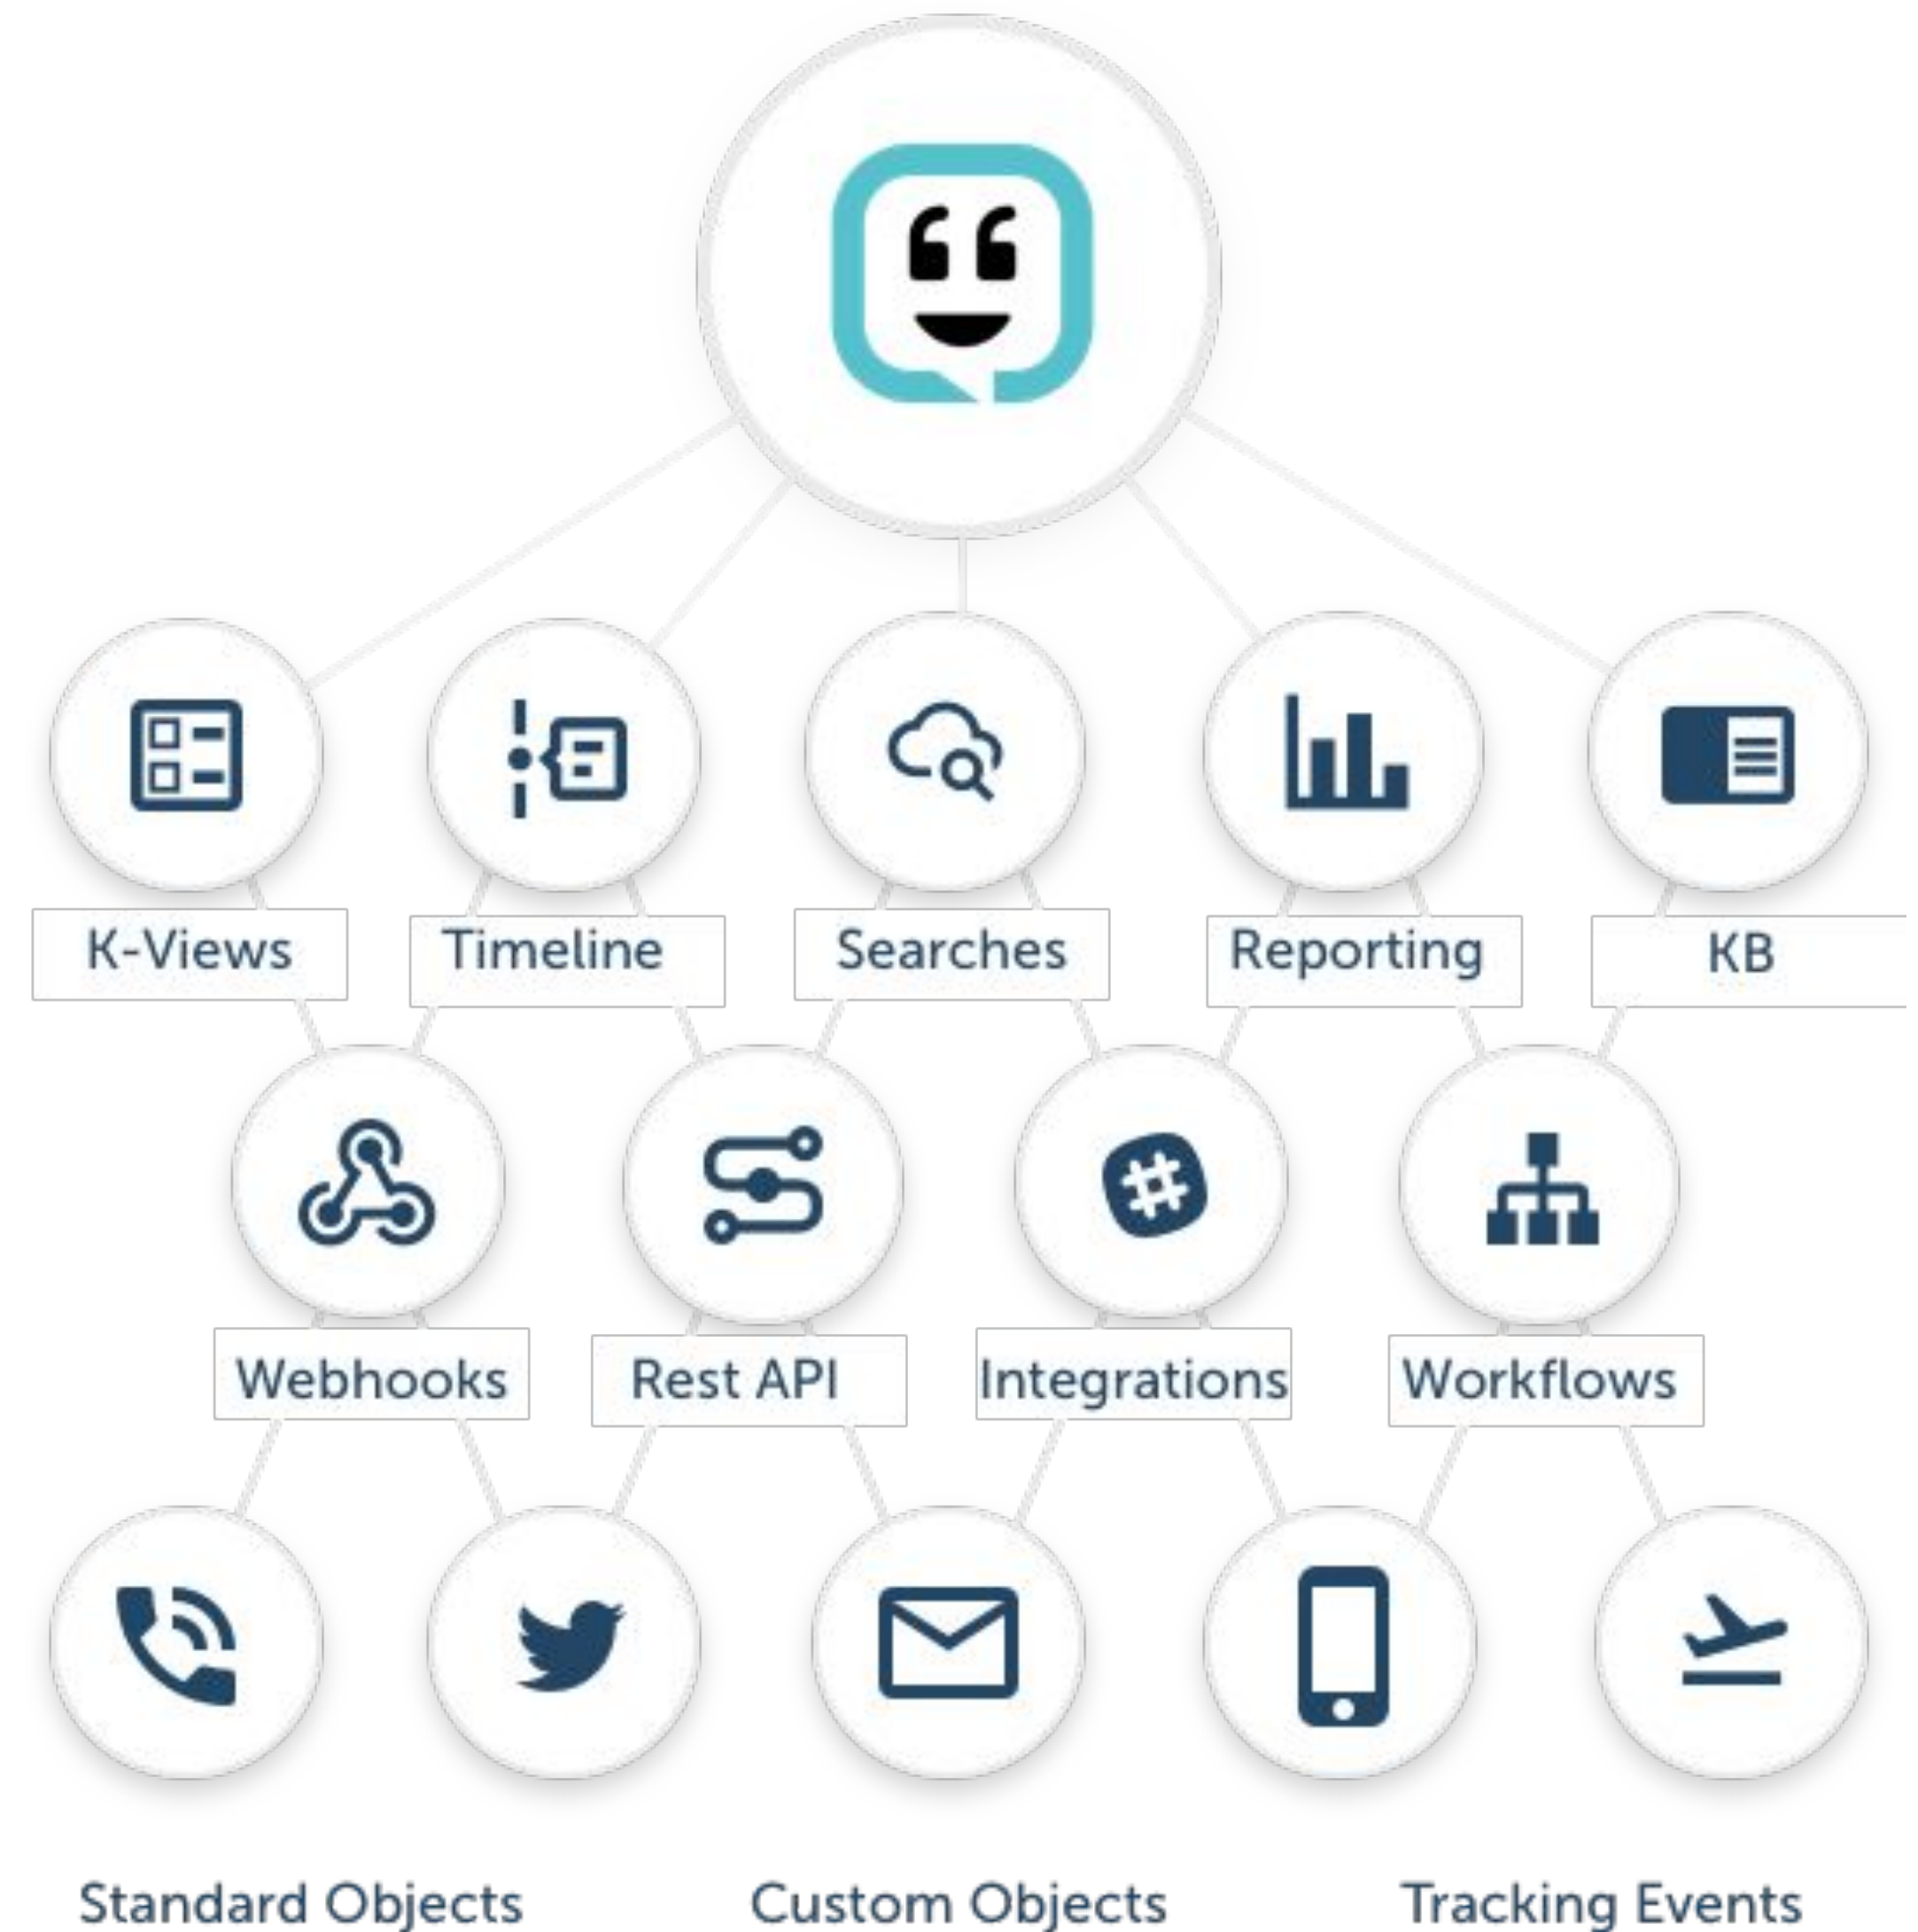 K-Views
Timeline
Searches
Reporting
KB
Webhooks
Rest API
Integrations
Workflows
Standard Objects
Custom Objects
Tracking Events